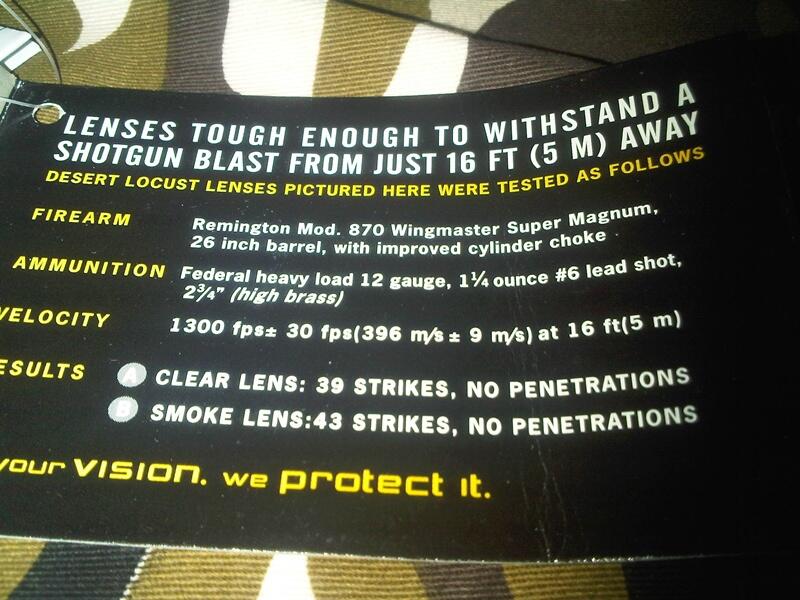 LENSES TOUGH ENOUGH TO WITHSTAND A
SHOTGUN BLAST FROM JUST 16 FT (5 M) AWAY
DESERT LOCUST LENSES PICTURED HERE WERE TESTED AS FOLLOWS
FIREARM Remington Mod. 870 Wingmaster Super Magnum,
26 inch barrel, with improved cylinder choke
AMMUNITION Federal heavy load 12 gauge, 1¼ ounce #6 lead shot,
2¾" (high brass)
VELOCITY 1300 fps± 30 fps(396 m/s ± 9 m/s) at 16 ft(5 m)
ESULTS A CLEAR LENS: 39 STRIKES, NO PENETRATIONS
B SMOKE LENS:43 STRIKES, NO PENETRATIONS
your VISION. we protect it.